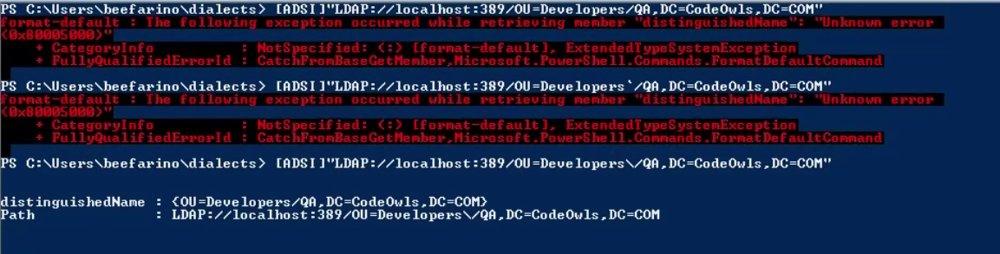 PS C:\Users\beefarino\dialects> [ADSI]"LDAP://localhost:389/OU=Developers/QA,DC=CodeOwls,DC=COM"
format-default : The following exception occurred while retrieving member "distinguishedName": "Unknown error
(0x80005000)"
+ CategoryInfo : NotSpecified: (:) [format-default], ExtendedTypeSystemException
+ FullyQualifiedErrorId : CatchFromBaseGetMember,Microsoft.PowerShell.Commands.FormatDefaultCommand
PS C:\Users\beefarino\dialects> [ADSI]"LDAP://localhost:389/OU=Developers`/QA,DC=CodeOwls,DC=COM"
format-default : The following exception occurred while retrieving member "distinguishedName": "Unknown error
(0x80005000)"
+ CategoryInfo : NotSpecified: (:) [format-default], ExtendedTypeSystemException
+ FullyQualifiedErrorId : CatchFromBaseGetMember,Microsoft.PowerShell.Commands.FormatDefaultCommand
PS C:\Users\beefarino\dialects> [ADSI]"LDAP://localhost:389/OU=Developers\/QA,DC=CodeOwls,DC=COM"
distinguishedName : {OU=Developers/QA,DC=CodeOwls,DC=COM}
Path : LDAP://localhost:389/OU=Developers\/QA,DC=CodeOwls,DC=COM